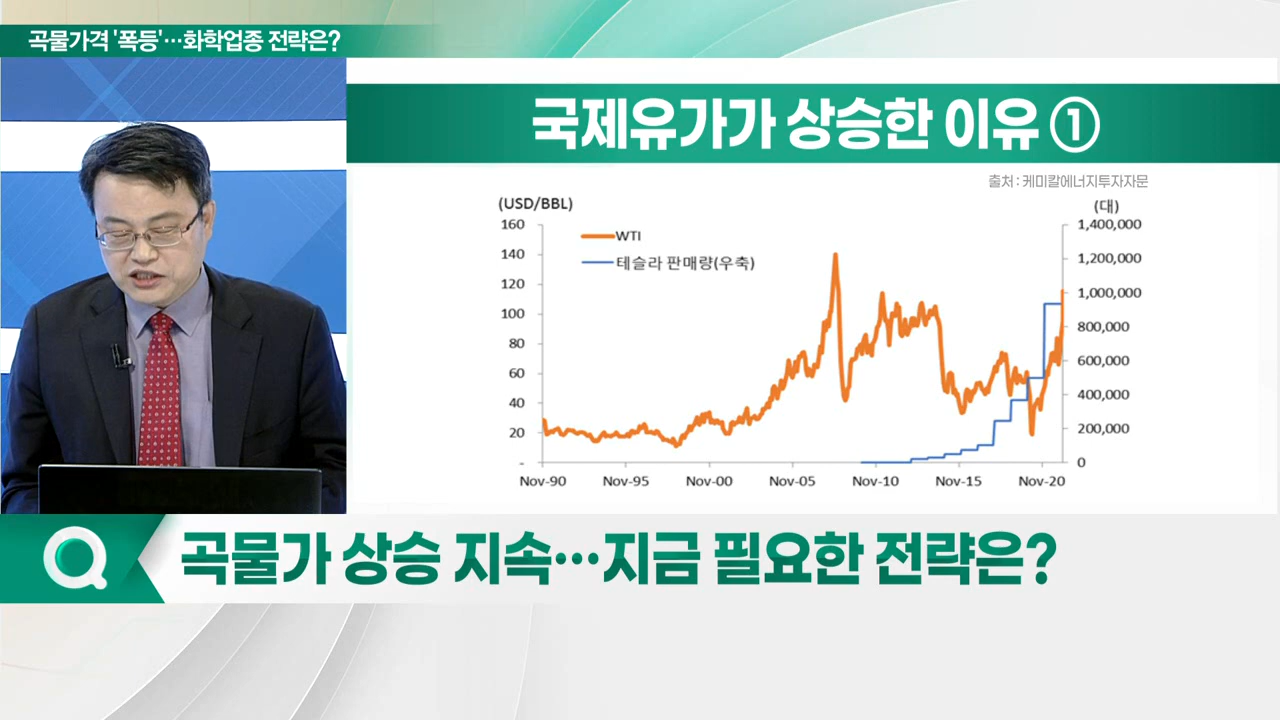 곡물가격 '폭등'…화학업종 전략은?
국제유가가 상승한 이유 ①
출처 : 케미칼에너지투자자문
(USD/BBL)
(대)
160
140
120
100
80
60
40
20
-
WTI
테슬라 판매량(우축)
1,400,000
1,200,000
1,000,000
800,000
600,000
400,000
200,000
0
Nov-90 Nov-95 Nov-00 Nov-05 Nov-10 Nov-15 Nov-20
곡물가 상승 지속…지금 필요한 전략은?